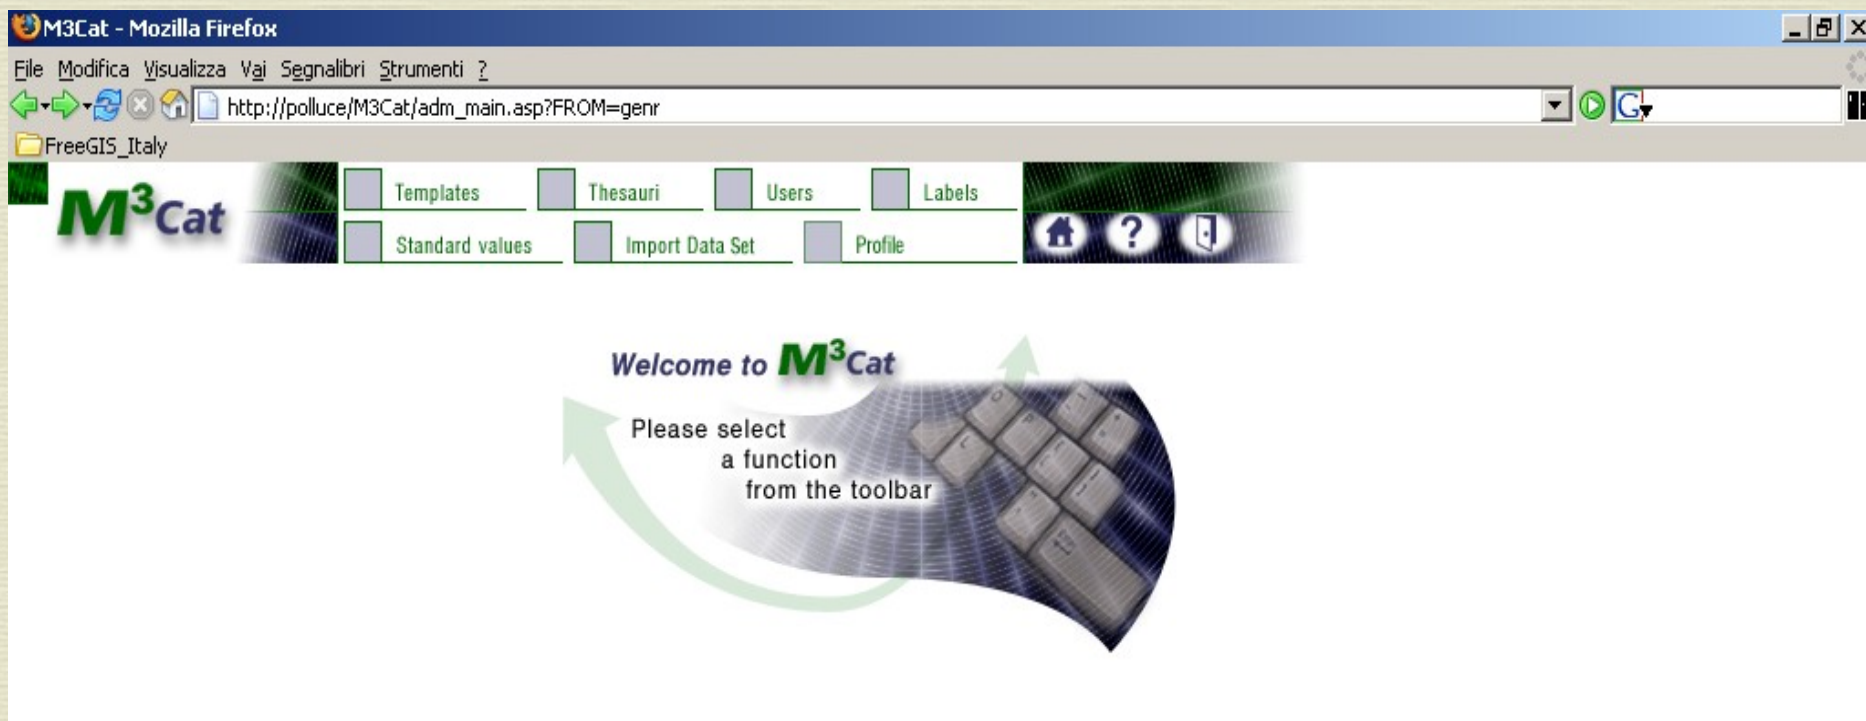 M3Cat - Mozilla Firefox
File Modifica Visualizza Vai Segnalibri Strumenti ?
http://polluce/M3Cat/adm_main.asp?FROM=genr
G
FreeGIS_Italy
M3Cat
Templates Thesauri Users Labels
Standard values Import Data Set Profile
?
Welcome to M3Cat
Please select
a function
from the toolbar